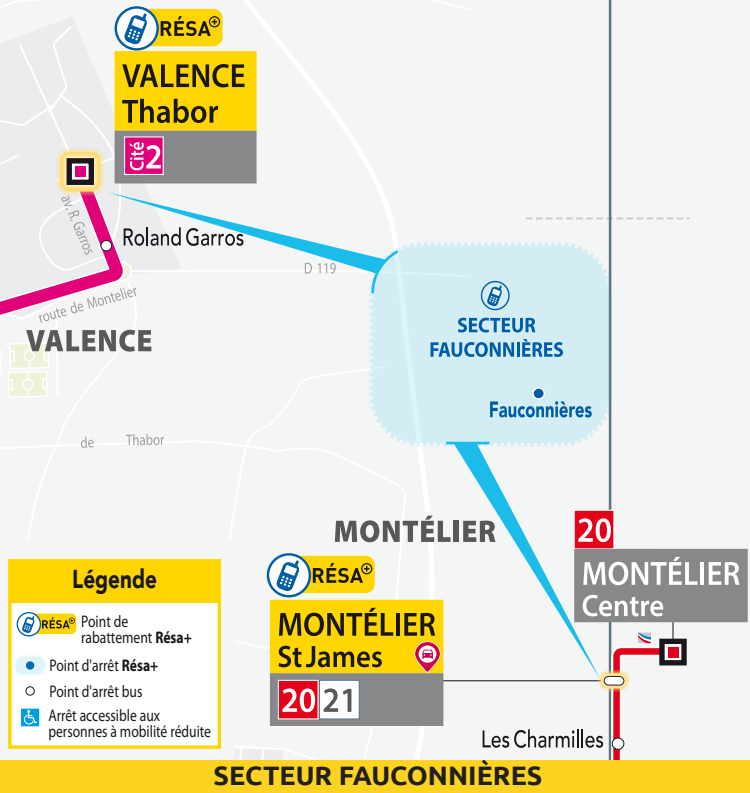 RÉSA+
VALENCE
Thabor
Cité 2
av. R. Garros
Roland Garros
D 119
route de Montelier
VALENCE
SECTEUR
FAUCONNIÈRES
Fauconnières
de Thabor
MONTÉLIER
20
MONTÉLIER
Centre
RÉSA+
MONTÉLIER
St James
20 21
Les Charmilles
Légende
RÉSA+ Point de
rabattement Résa+
Point d'arrêt Résa+
Point d'arrêt bus
Arrêt accessible aux
personnes à mobilité réduite
SECTEUR FAUCONNIÈRES